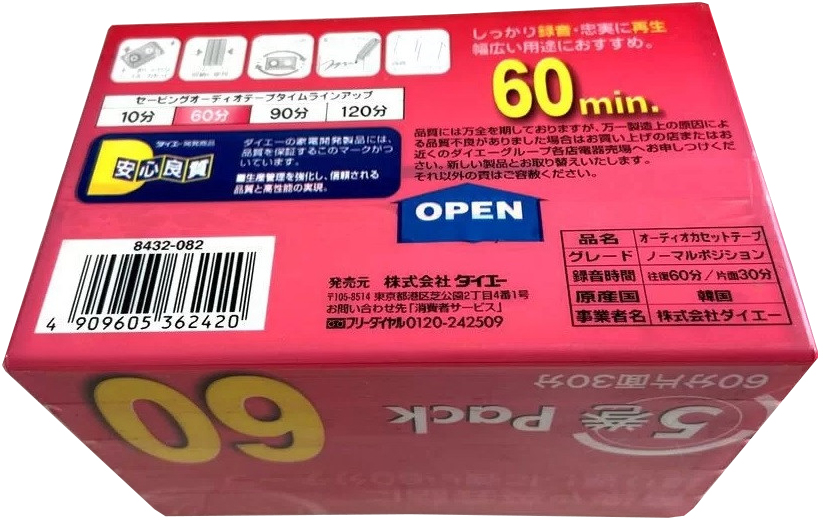 しっかり録音・忠実に再生
幅広い用途におすすめ。
60min.
セービングオーディオテープタイムラインアップ
10分 60分 90分 120分
ダイエー開発商品
安心良質
ダイエーの家電開発製品には、
品質を保証するこのマークがつ
いています。
■生産管理を強化し、信頼される
品質と高性能の実現。
品質には万全を期しておりますが、万一製造上の原因によ
る品質不良がありました場合はお買い上げの店またはお
近くのダイエーグループ各店電器売場へお申しつけくだ
さい。新しい製品とお取り替えいたします。
それ以外の責はご容赦ください。
OPEN
8432-082
4 909605 362420
発売元 株式会社ダイエー
〒105-8514 東京都港区芝公園2丁目4番1号
お問い合わせ先「消費者サービス」
フリーダイヤル0120-242509
品名 オーディオカセットテープ
グレード ノーマルポジション
録音時間 往復60分/片面30分
原産国 韓国
事業者名 株式会社ダイエー
60分片面30分
5巻 Pack
60